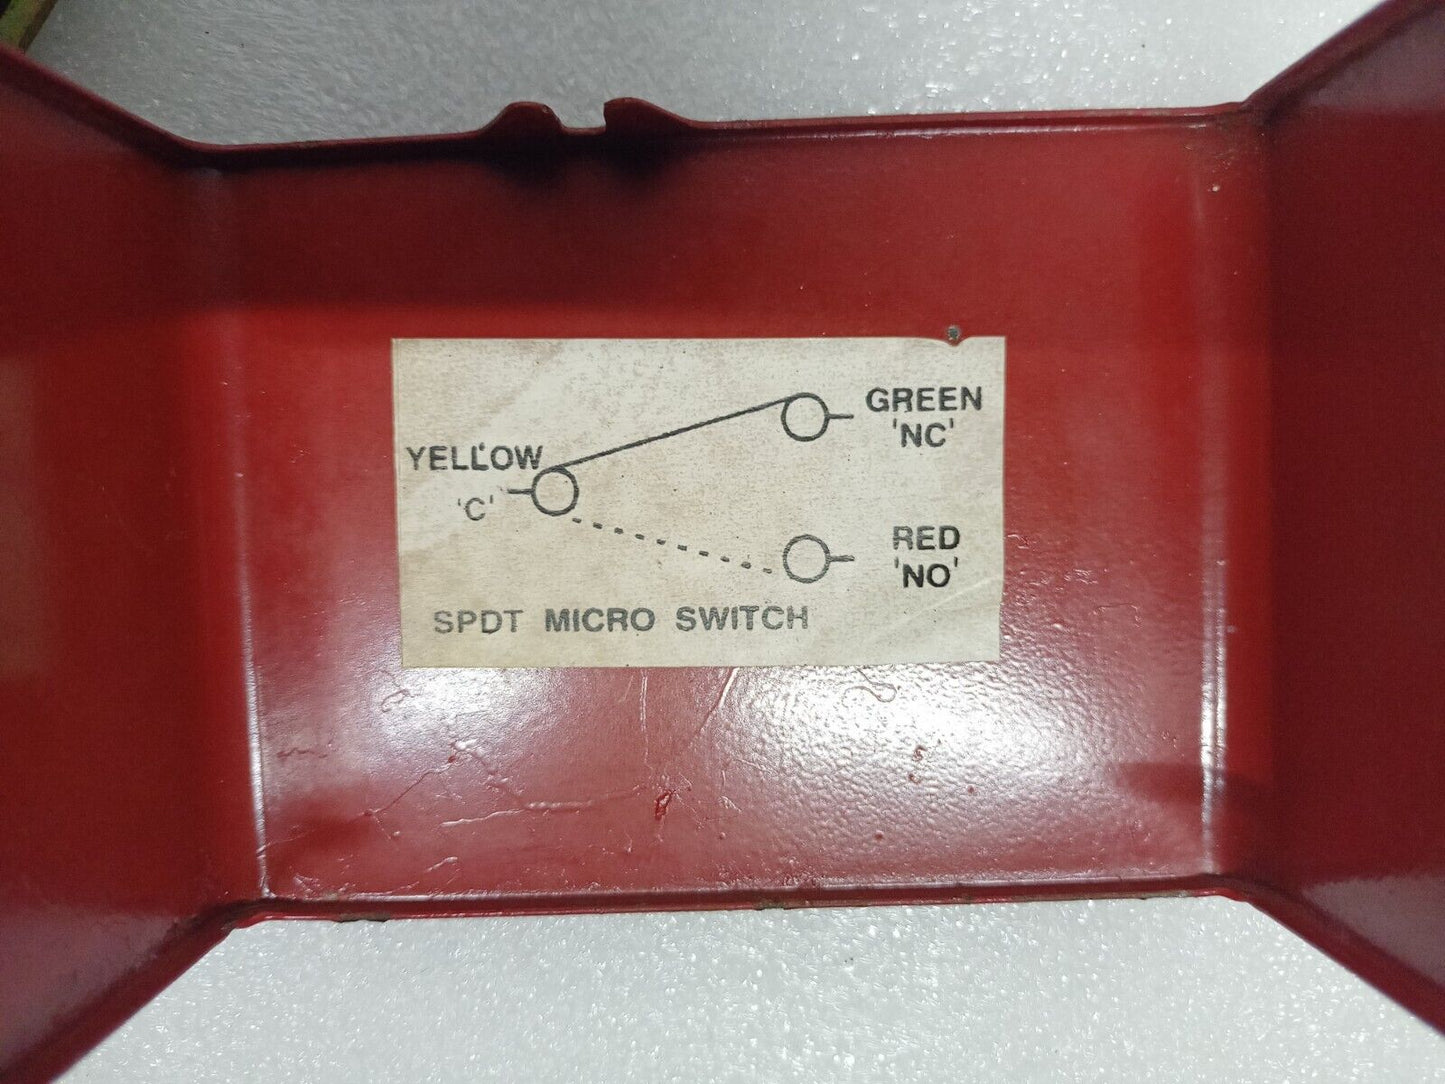 GREEN
'NC'
YELLOW
'C'
RED
'NO'
SPDT MICRO SWITCH